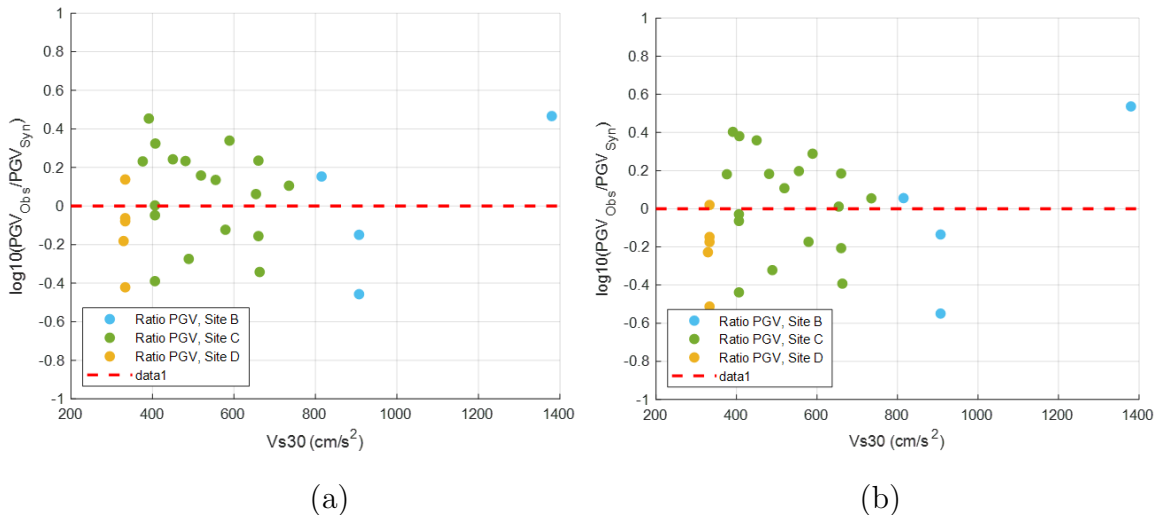 1
0.8
0.6
0.4
0.2
0
-0.2
-0.4
-0.6
-0.8
-1
log10(PGV_Obs/PGV_Syn)
Ratio PGV, Site B
Ratio PGV, Site C
Ratio PGV, Site D
data1
200 400 600 800 1000 1200 1400
Vs30 (cm/s²)
(a)
1
0.8
0.6
0.4
0.2
0
-0.2
-0.4
-0.6
-0.8
-1
log10(PGV_Obs/PGV_Syn)
Ratio PGV, Site B
Ratio PGV, Site C
Ratio PGV, Site D
data1
200 400 600 800 1000 1200 1400
Vs30 (cm/s²)
(b)